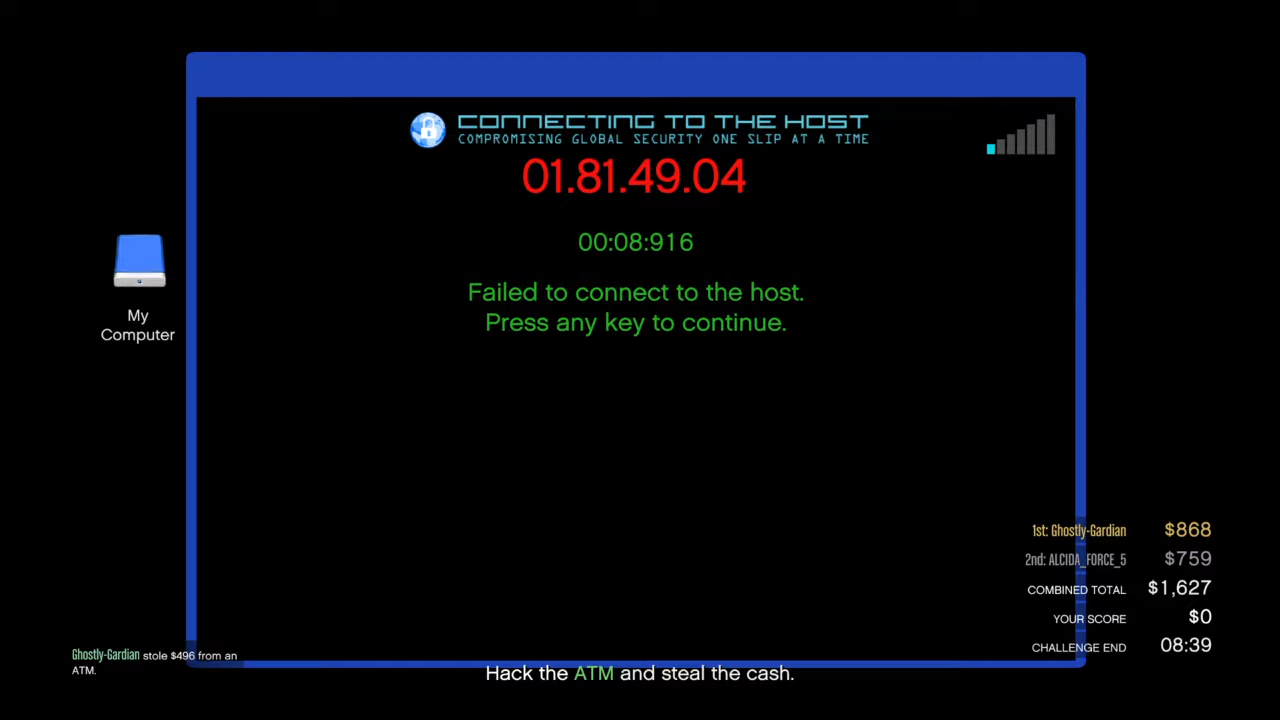 CONNECTING TO THE HOST
COMPROMISING GLOBAL SECURITY ONE SLIP AT A TIME
01.81.49.04
00:08:916
Failed to connect to the host.
Press any key to continue.
My
Computer
1st: Ghostly-Gardian $868
2nd: ALCIDA_FORCE_5 $759
COMBINED TOTAL $1,627
YOUR SCORE $0
CHALLENGE END 08:39
Ghostly-Gardian stole $496 from an
ATM.
Hack the ATM and steal the cash.